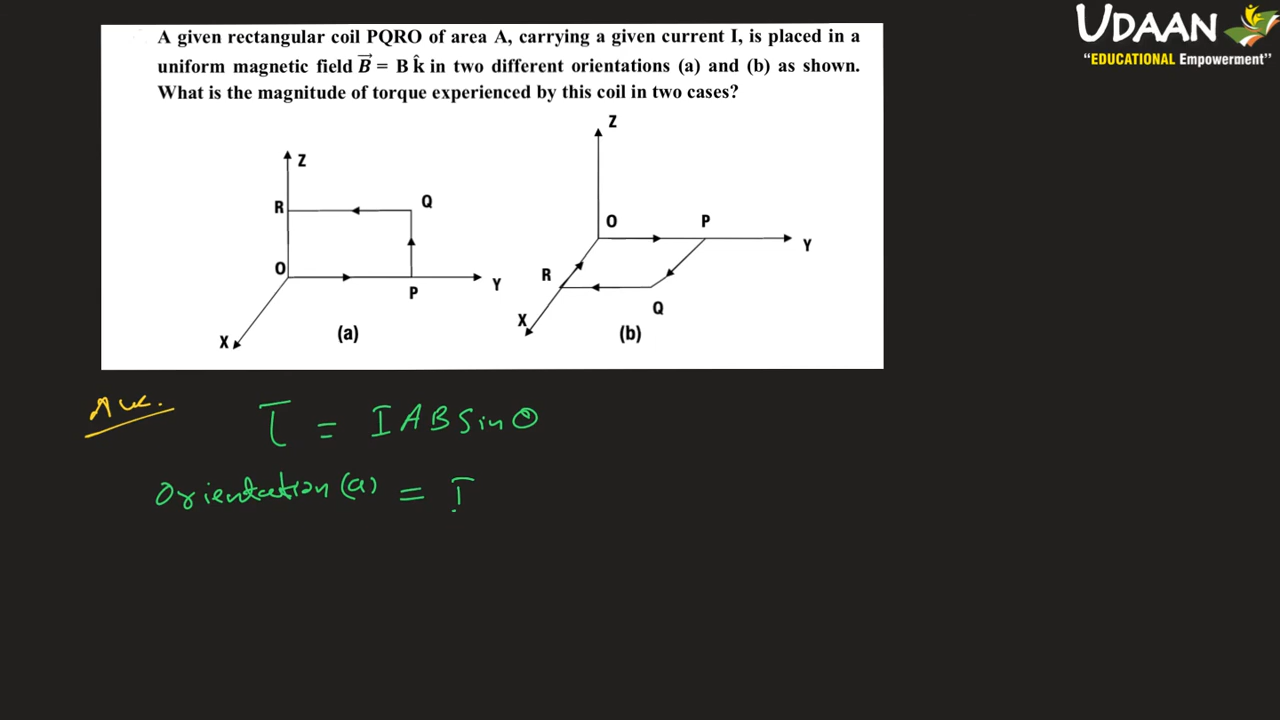 UDAAN
“EDUCATIONAL Empowerment”
A given rectangular coil PQRO of area A, carrying a given current I, is placed in a
uniform magnetic field B⃗ = B k̂ in two different orientations (a) and (b) as shown.
What is the magnitude of torque experienced by this coil in two cases?
Z
R
Q
O
Y
P
X
(a)
Z
O
P
Y
R
Q
X
(b)
τ = IABSinθ
Orientation (a) = I